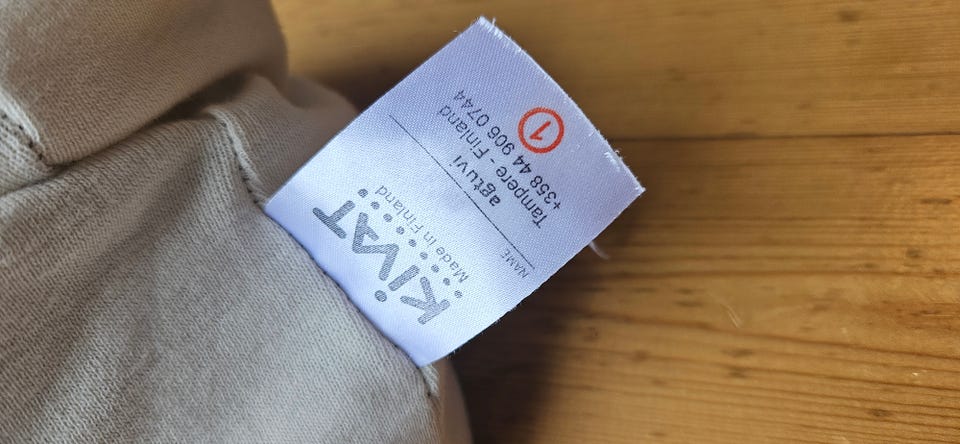 KIVAT
Made In Finland
NAME
agtuvi
Tampere - Finland
+358 44 906 0744
1